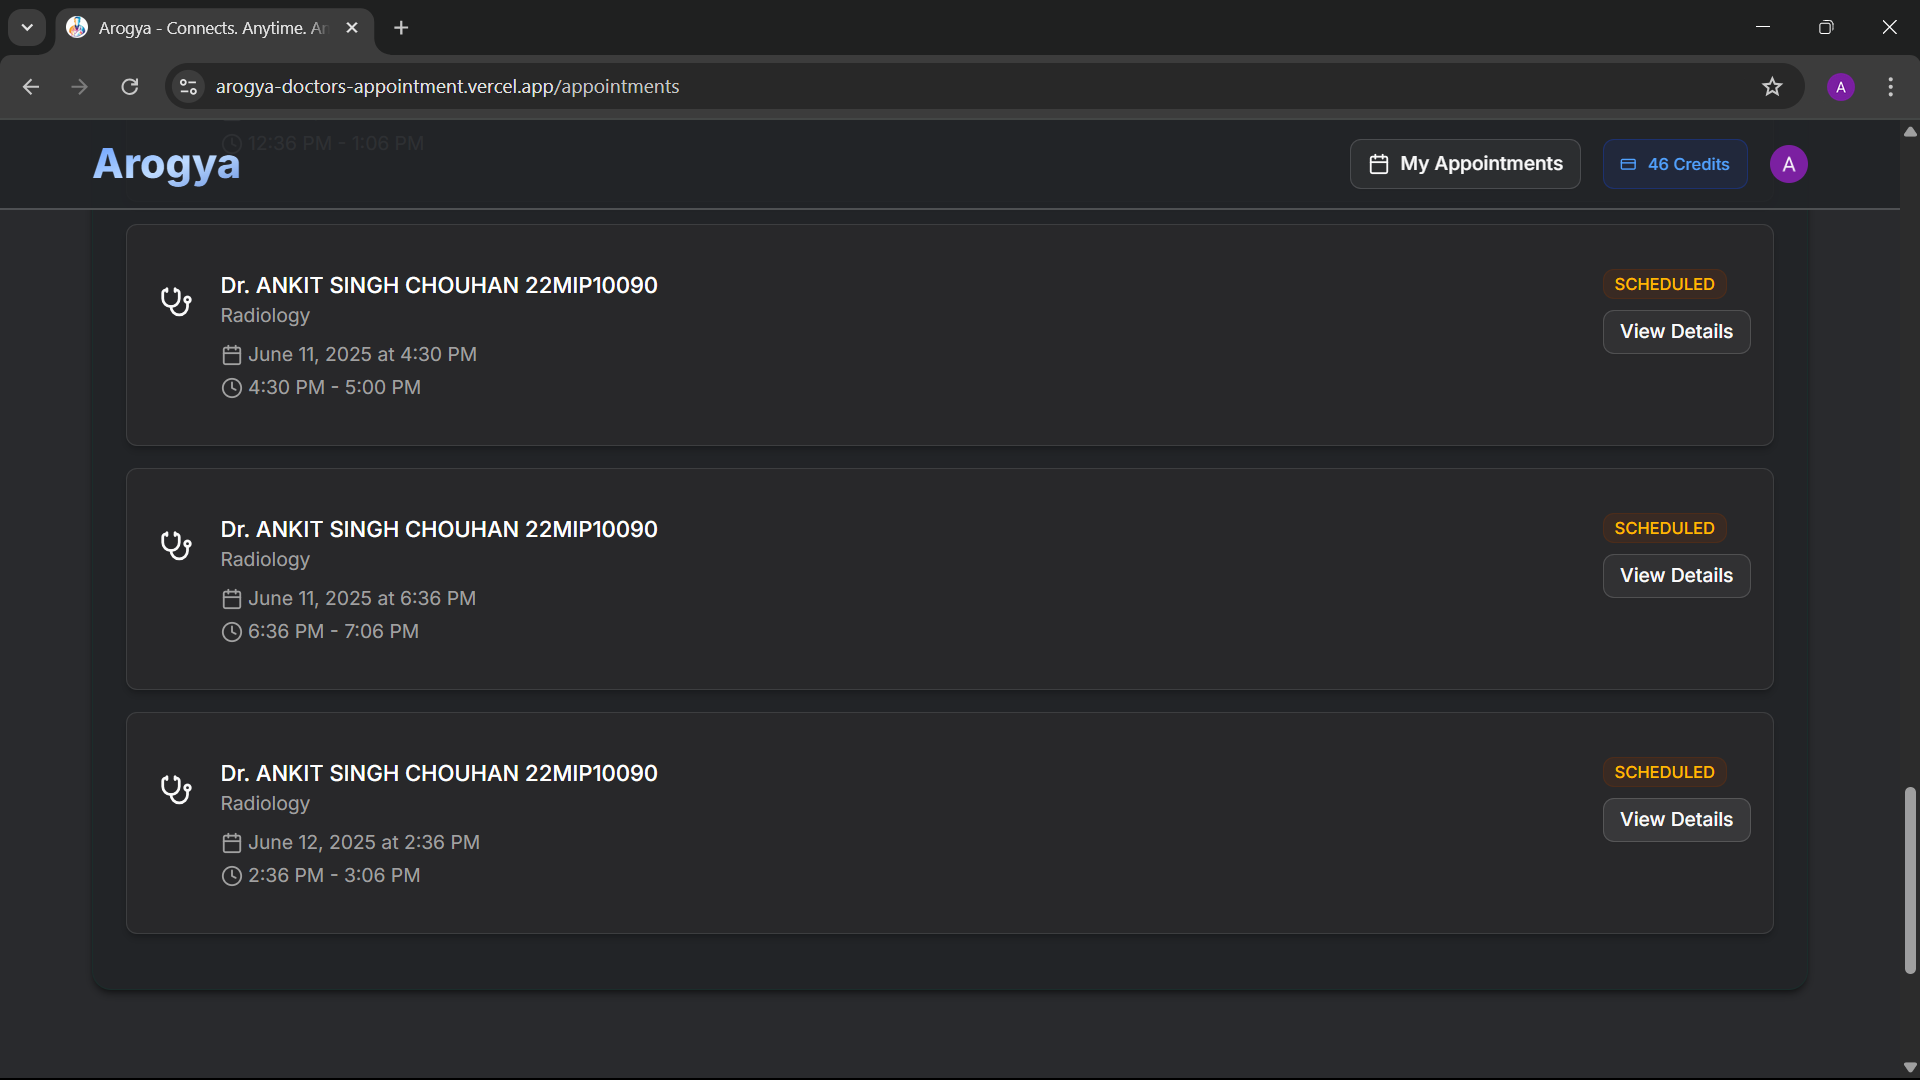 Arogya - Connects. Anytime.
arogya-doctors-appointment.vercel.app/appointments
A
12:36 PM - 1:06 PM
Arogya
My Appointments
46 Credits
A
Dr. ANKIT SINGH CHOUHAN 22MIP10090
SCHEDULED
Radiology
View Details
June 11, 2025 at 4:30 PM
4:30 PM - 5:00 PM
Dr. ANKIT SINGH CHOUHAN 22MIP10090
SCHEDULED
Radiology
View Details
June 11, 2025 at 6:36 PM
6:36 PM - 7:06 PM
Dr. ANKIT SINGH CHOUHAN 22MIP10090
SCHEDULED
Radiology
View Details
June 12, 2025 at 2:36 PM
2:36 PM - 3:06 PM